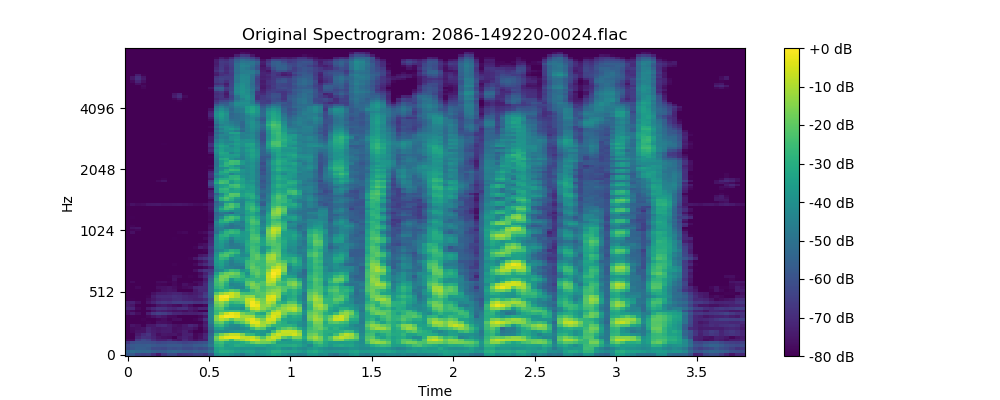 Original Spectrogram: 2086-149220-0024.flac
Hz
4096
2048
1024
512
0
0 0.5 1 1.5 2 2.5 3 3.5
Time
+0 dB
-10 dB
-20 dB
-30 dB
-40 dB
-50 dB
-60 dB
-70 dB
-80 dB